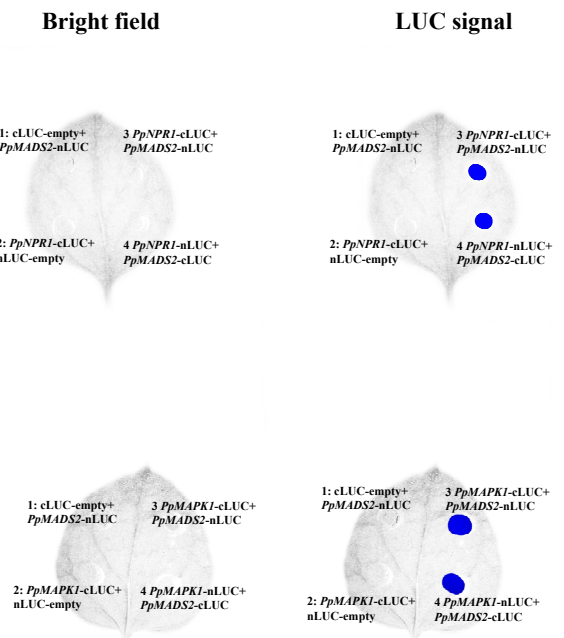 Bright field
LUC signal
1: cLUC-empty+
PpMADS2-nLUC
3 PpNPR1-cLUC+
PpMADS2-nLUC
2: PpNPR1-cLUC+
nLUC-empty
4 PpNPR1-nLUC+
PpMADS2-cLUC
1: cLUC-empty+
PpMADS2-nLUC
3 PpNPR1-cLUC+
PpMADS2-nLUC
2: PpNPR1-cLUC+
nLUC-empty
4 PpNPR1-nLUC+
PpMADS2-cLUC
1: cLUC-empty+
PpMADS2-nLUC
3 PpMAPK1-cLUC+
PpMADS2-nLUC
2: PpMAPK1-cLUC+
nLUC-empty
4 PpMAPK1-nLUC+
PpMADS2-cLUC
1: cLUC-empty+
PpMADS2-nLUC
3 PpMAPK1-cLUC+
PpMADS2-nLUC
2: PpMAPK1-cLUC+
nLUC-empty
4 PpMAPK1-nLUC+
PpMADS2-cLUC